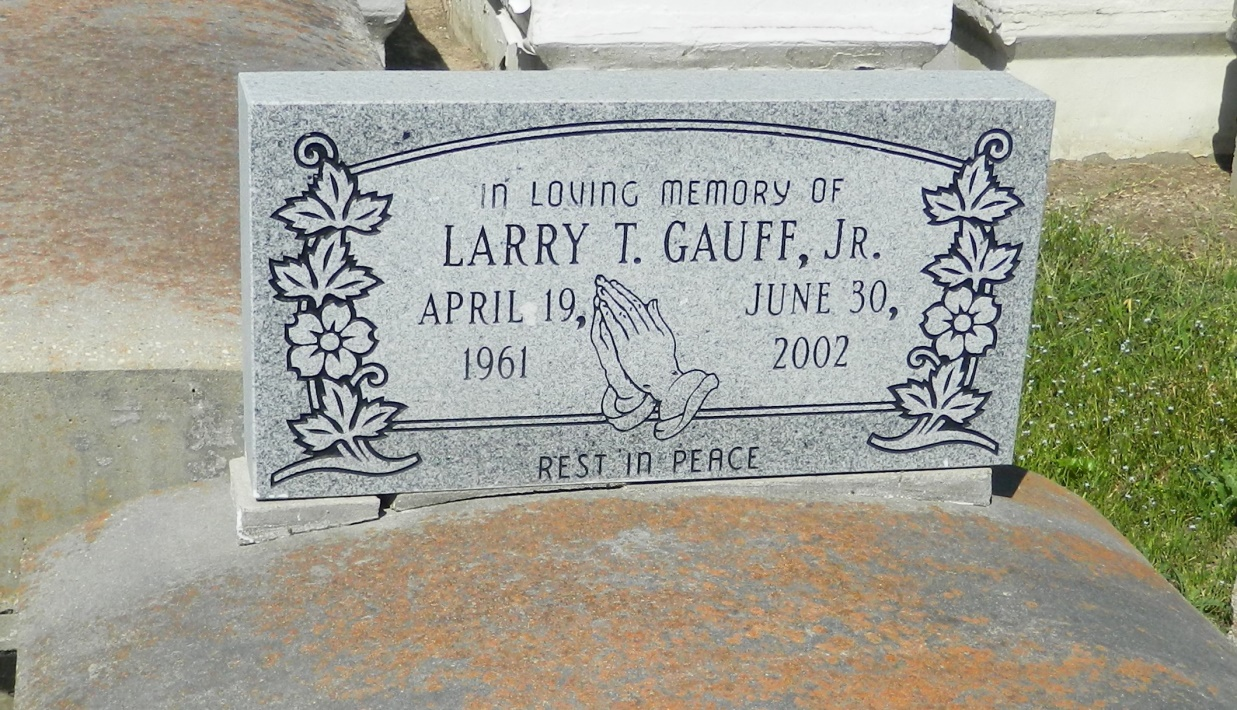 IN LOVING MEMORY OF
LARRY T. GAUFF, JR.
APRIL 19, JUNE 30,
1961 2002
REST IN PEACE